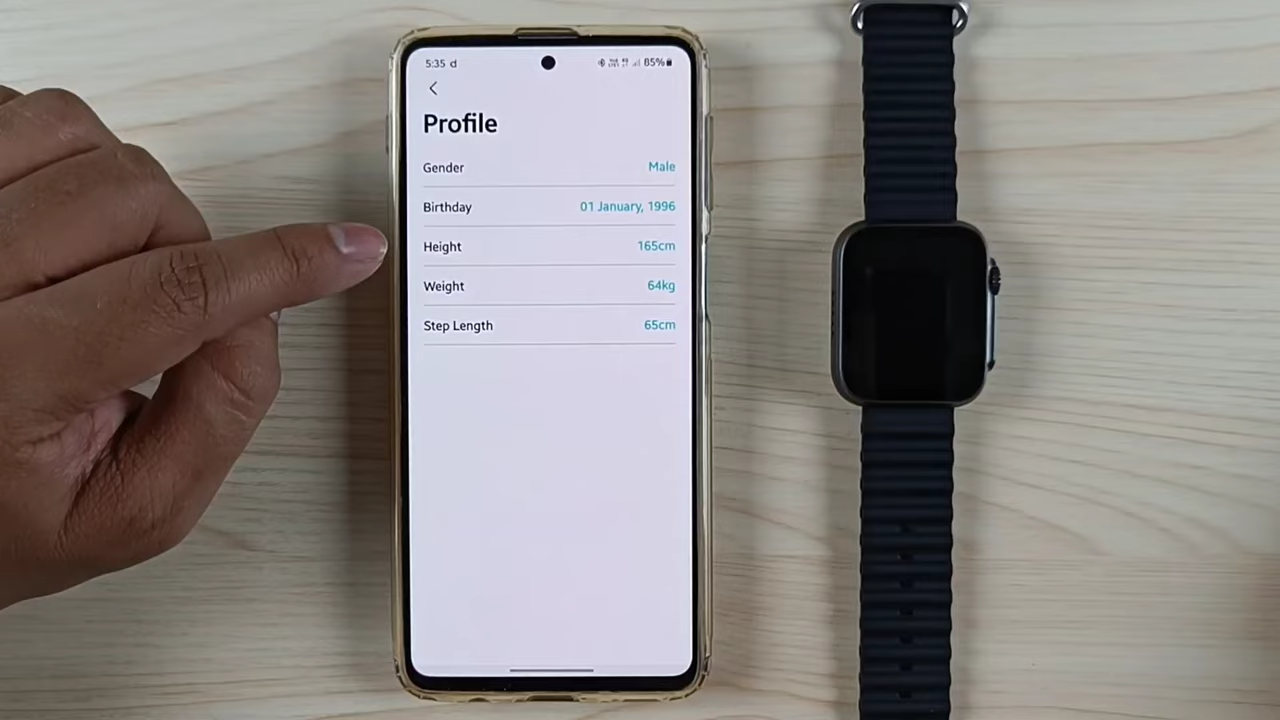 5:35 d
85%
Profile
Gender Male
Birthday 01 January, 1996
Height 165cm
Weight 64kg
Step Length 65cm